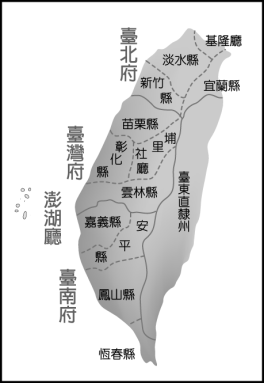 臺北府
基隆廳
淡水縣
新竹縣
宜蘭縣
苗栗縣
臺灣府
彰化縣
埔里社廳
雲林縣
臺東直隸州
澎湖廳
嘉義縣
安平縣
臺南府
鳳山縣
恆春縣